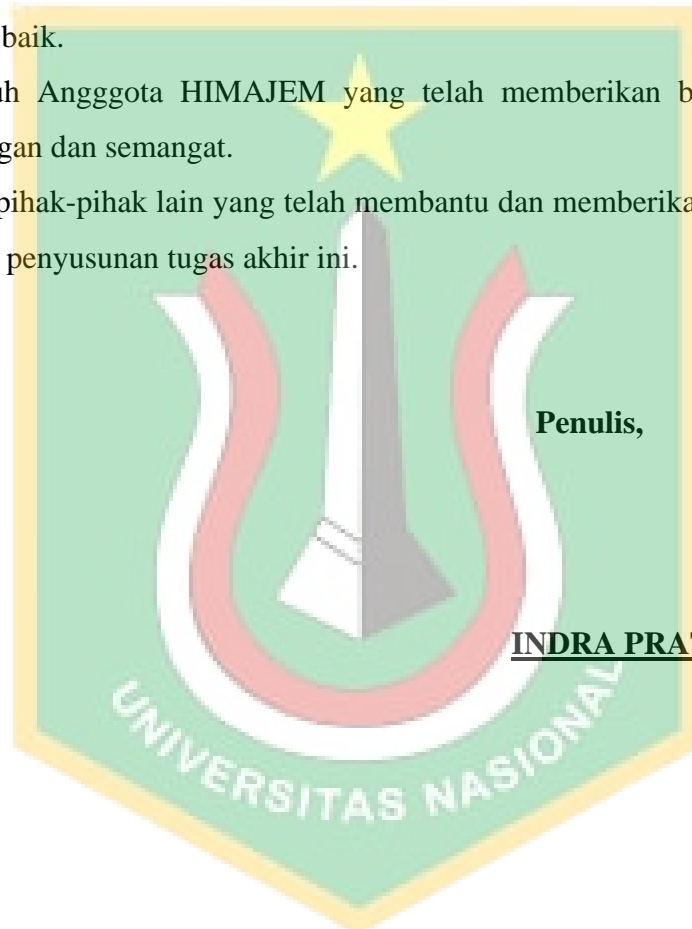 baik.
uh Angggota HIMAJEM yang telah memberikan b
gan dan semangat.
pihak-pihak lain yang telah membantu dan memberika
penyusunan tugas akhir ini.
Penulis,
INDRA PRA
UNIVERSITAS NASIONAL